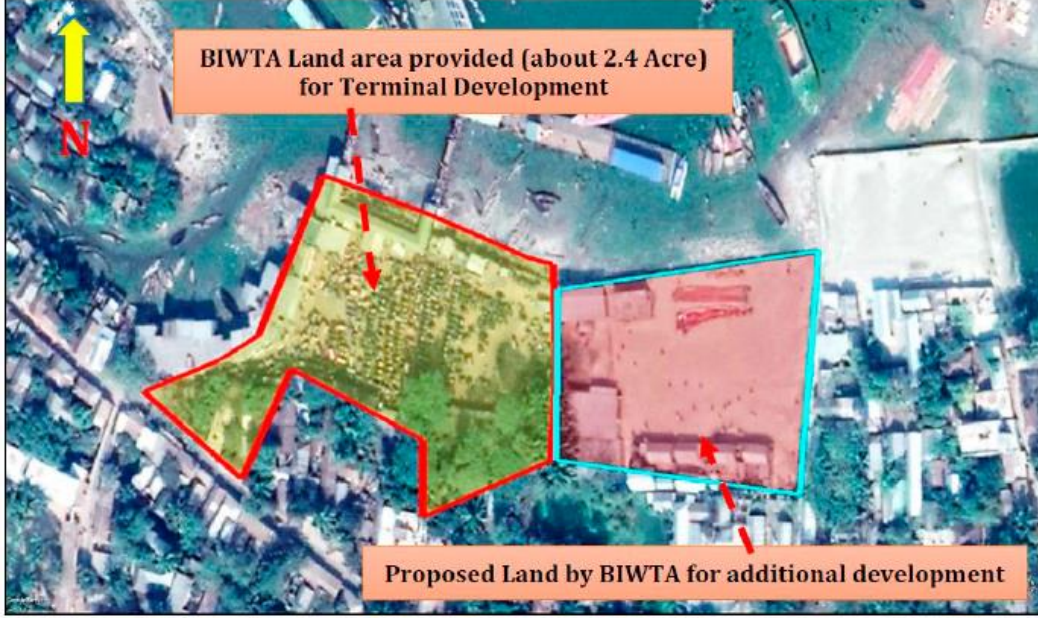 BIWTA Land area provided (about 2.4 Acre)
for Terminal Development
N
Proposed Land by BIWTA for additional development